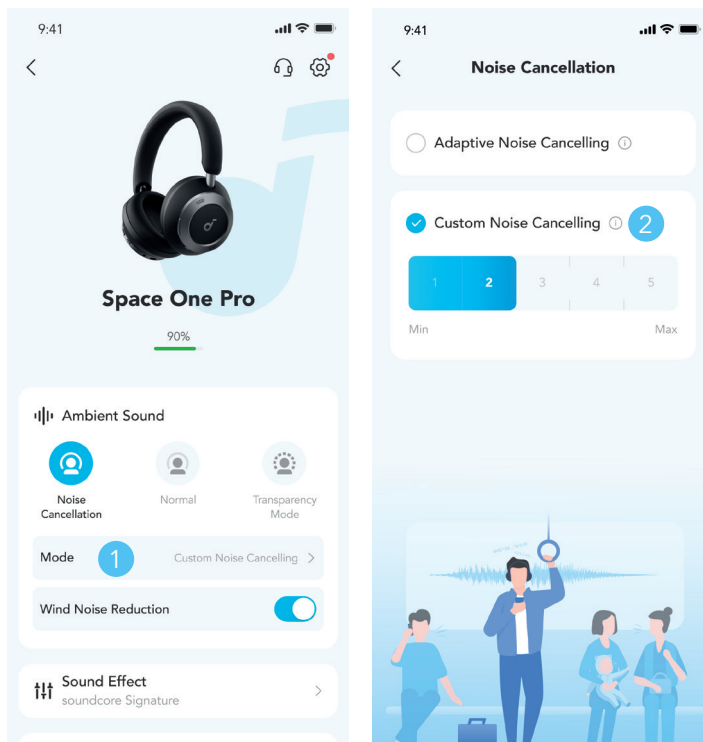 9:41
Space One Pro
90%
Ambient Sound
Noise
Cancellation
Normal
Transparency
Mode
Mode
1
Custom Noise Cancelling
Wind Noise Reduction
Sound Effect
soundcore Signature
9:41
Noise Cancellation
Adaptive Noise Cancelling
Custom Noise Cancelling
2
1 2 3 4 5
Min Max